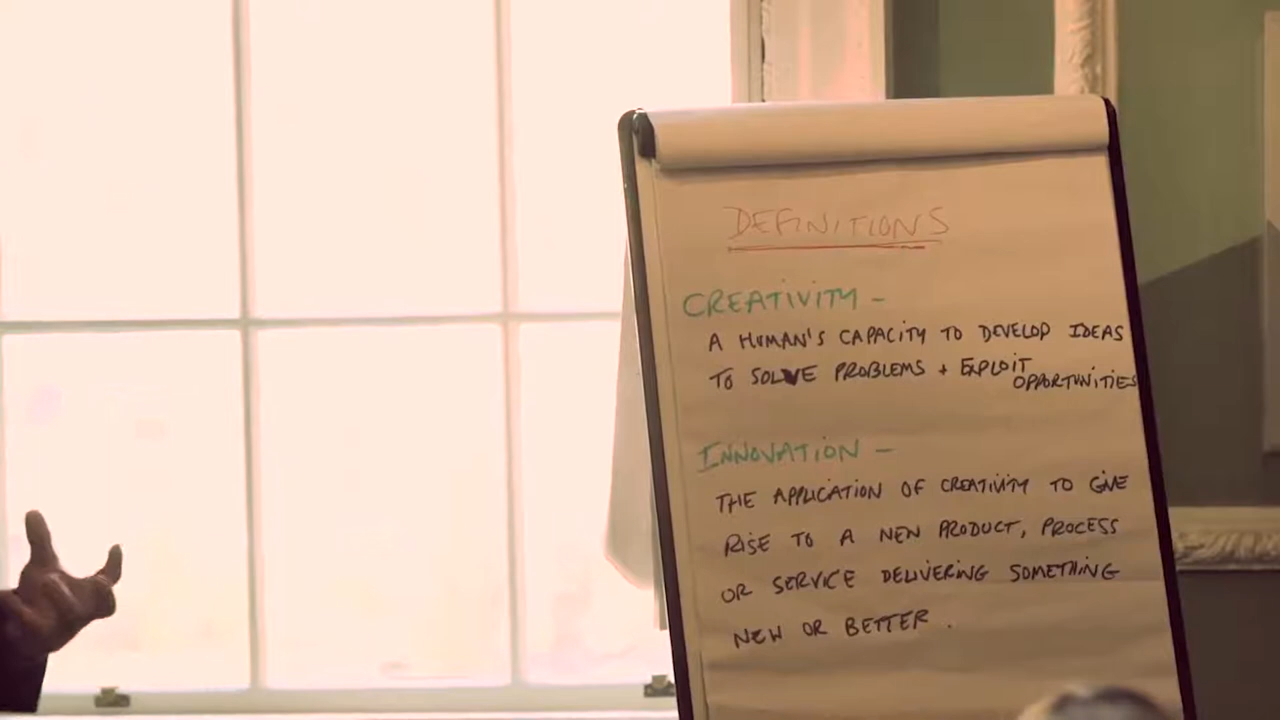 DEFINITIONS
CREATIVITY -
A HUMAN'S CAPACITY TO DEVELOP IDEAS
TO SOLVE PROBLEMS + EXPLOIT
OPPORTUNITIES
INNOVATION -
THE APPLICATION OF CREATIVITY TO GIVE
RISE TO A NEW PRODUCT, PROCESS
OR SERVICE DELIVERING SOMETHING
NEW OR BETTER.